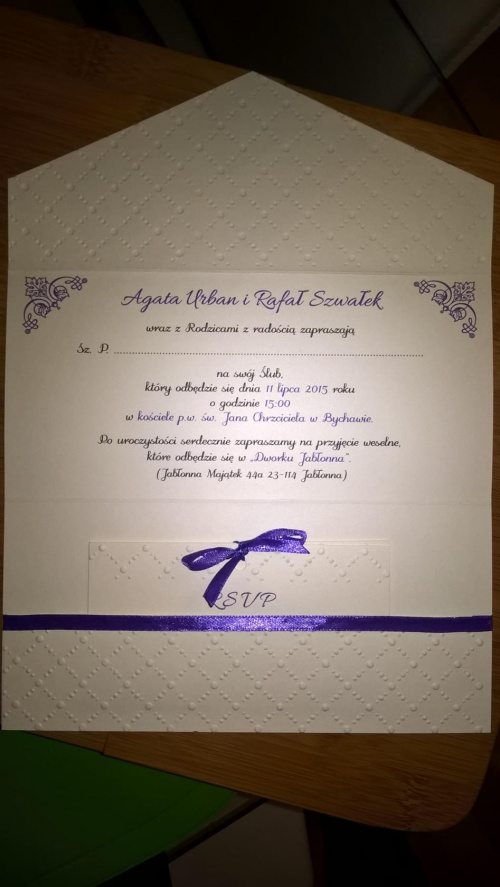 Agata Urban i Rafał Szwałek
wraz z Rodzicami z radością zapraszają
Sz. P. ........................................................................................................
na swój Ślub,
który odbędzie się dnia 11 lipca 2015 roku
o godzinie 15:00
w kościele p.w. św. Jana Chrzciciela w Bychawie.
Po uroczystości serdecznie zapraszamy na przyjęcie weselne,
które odbędzie się w „Dworku Jabłonna".
(Jabłonna Majątek 44a 23-114 Jabłonna)
RSVP